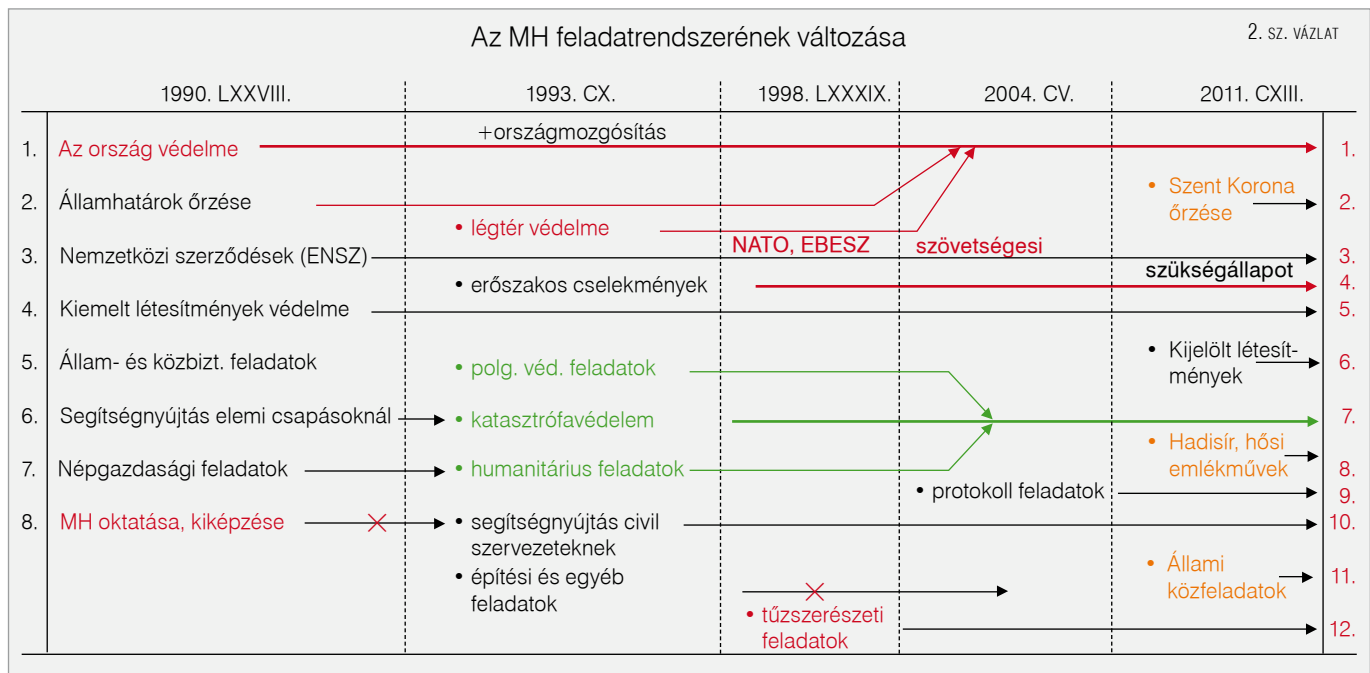 Az MH feladatrendszerének változása
2. SZ. VÁZLAT
1990. LXXVIII.
1993. CX.
1998. LXXXIX.
2004. CV.
2011. CXIII.
+országmozgósítás
1. Az ország védelme
1.
• Szent Korona
őrzése
2. Államhatárok őrzése
2.
• légtér védelme
NATO, EBESZ
szövetségesi
3. Nemzetközi szerződések (ENSZ)
3.
szükségállapot
• erőszakos cselekmények
4.
4. Kiemelt létesítmények védelme
5.
5. Állam- és közbizt. feladatok
• polg. véd. feladatok
• Kijelölt létesít-
mények
6.
6. Segítségnyújtás elemi csapásoknál
• katasztrófavédelem
7.
• Hadisír, hősi
emlékművek
7. Népgazdasági feladatok
• humanitárius feladatok
8.
• protokoll feladatok
9.
8. MH oktatása, kiképzése
• segítségnyújtás civil
szervezeteknek
10.
• építési és egyéb
feladatok
• Állami
közfeladatok
11.
• tűzszerészeti
feladatok
12.